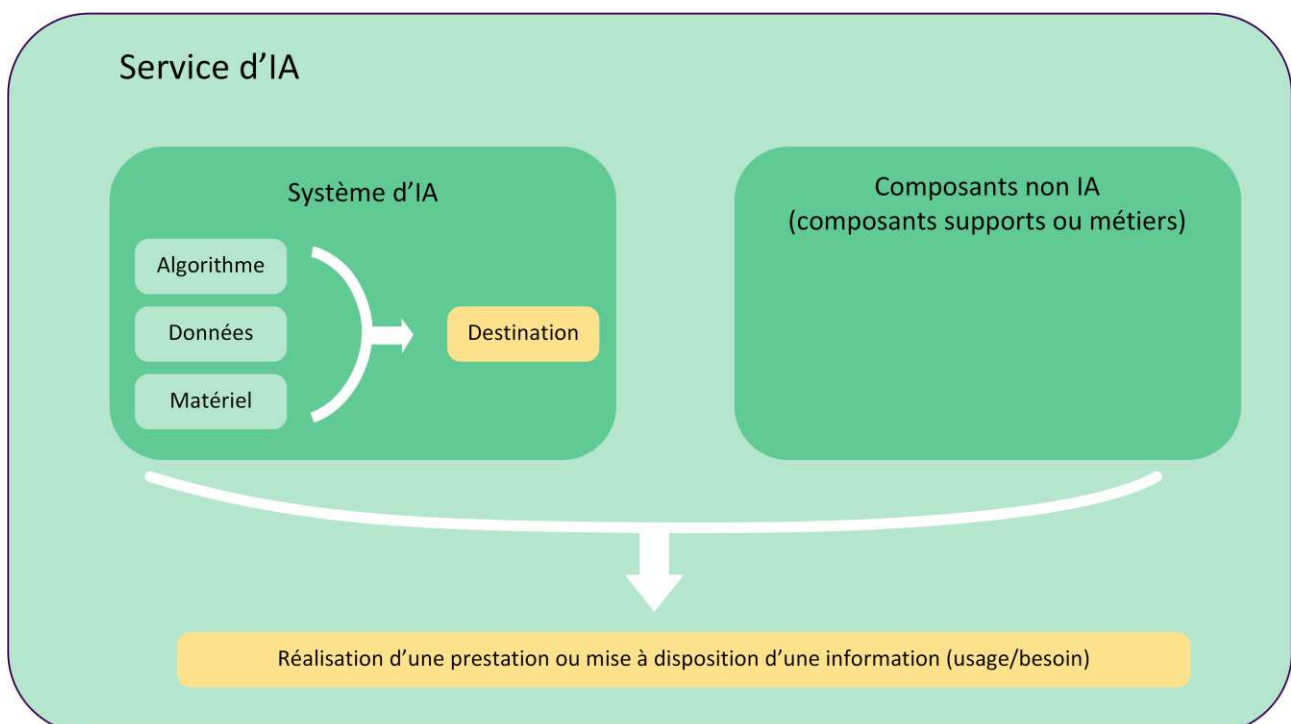 Service d’IA
Système d’IA
Algorithme
Données
Matériel
Destination
Composants non IA
(composants supports ou métiers)
Réalisation d’une prestation ou mise à disposition d’une information (usage/besoin)